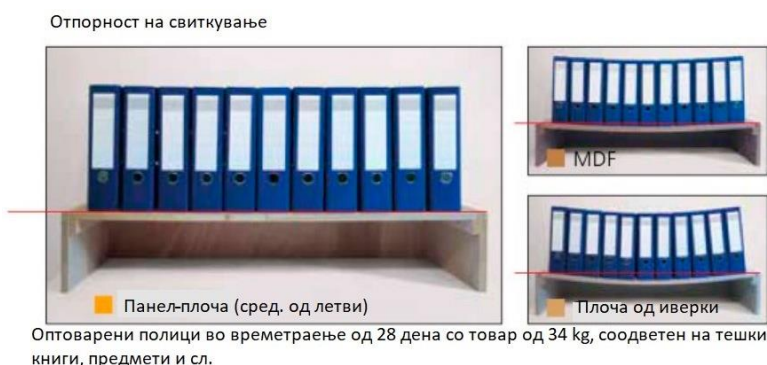 Отпорност на свиткување
MDF
Панел-плоча (сред. од летви)
Плоча од иверки
Оптоварени полици во времетраење од 28 дена со товар од 34 kg, соодветен на тешки
книги, предмети и сл.